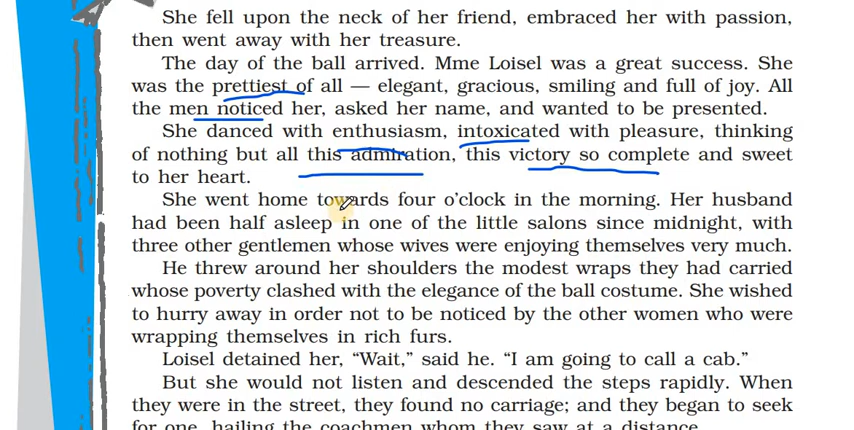 She fell upon the neck of her friend, embraced her with passion,
then went away with her treasure.
The day of the ball arrived. Mme Loisel was a great success. She
was the prettiest of all — elegant, gracious, smiling and full of joy. All
the men noticed her, asked her name, and wanted to be presented.
She danced with enthusiasm, intoxicated with pleasure, thinking
of nothing but all this admiration, this victory so complete and sweet
to her heart.
She went home towards four o’clock in the morning. Her husband
had been half asleep in one of the little salons since midnight, with
three other gentlemen whose wives were enjoying themselves very much.
He threw around her shoulders the modest wraps they had carried
whose poverty clashed with the elegance of the ball costume. She wished
to hurry away in order not to be noticed by the other women who were
wrapping themselves in rich furs.
Loisel detained her, “Wait,” said he. “I am going to call a cab.”
But she would not listen and descended the steps rapidly. When
they were in the street, they found no carriage; and they began to seek
for one, hailing the coachmen whom they saw at a distance.